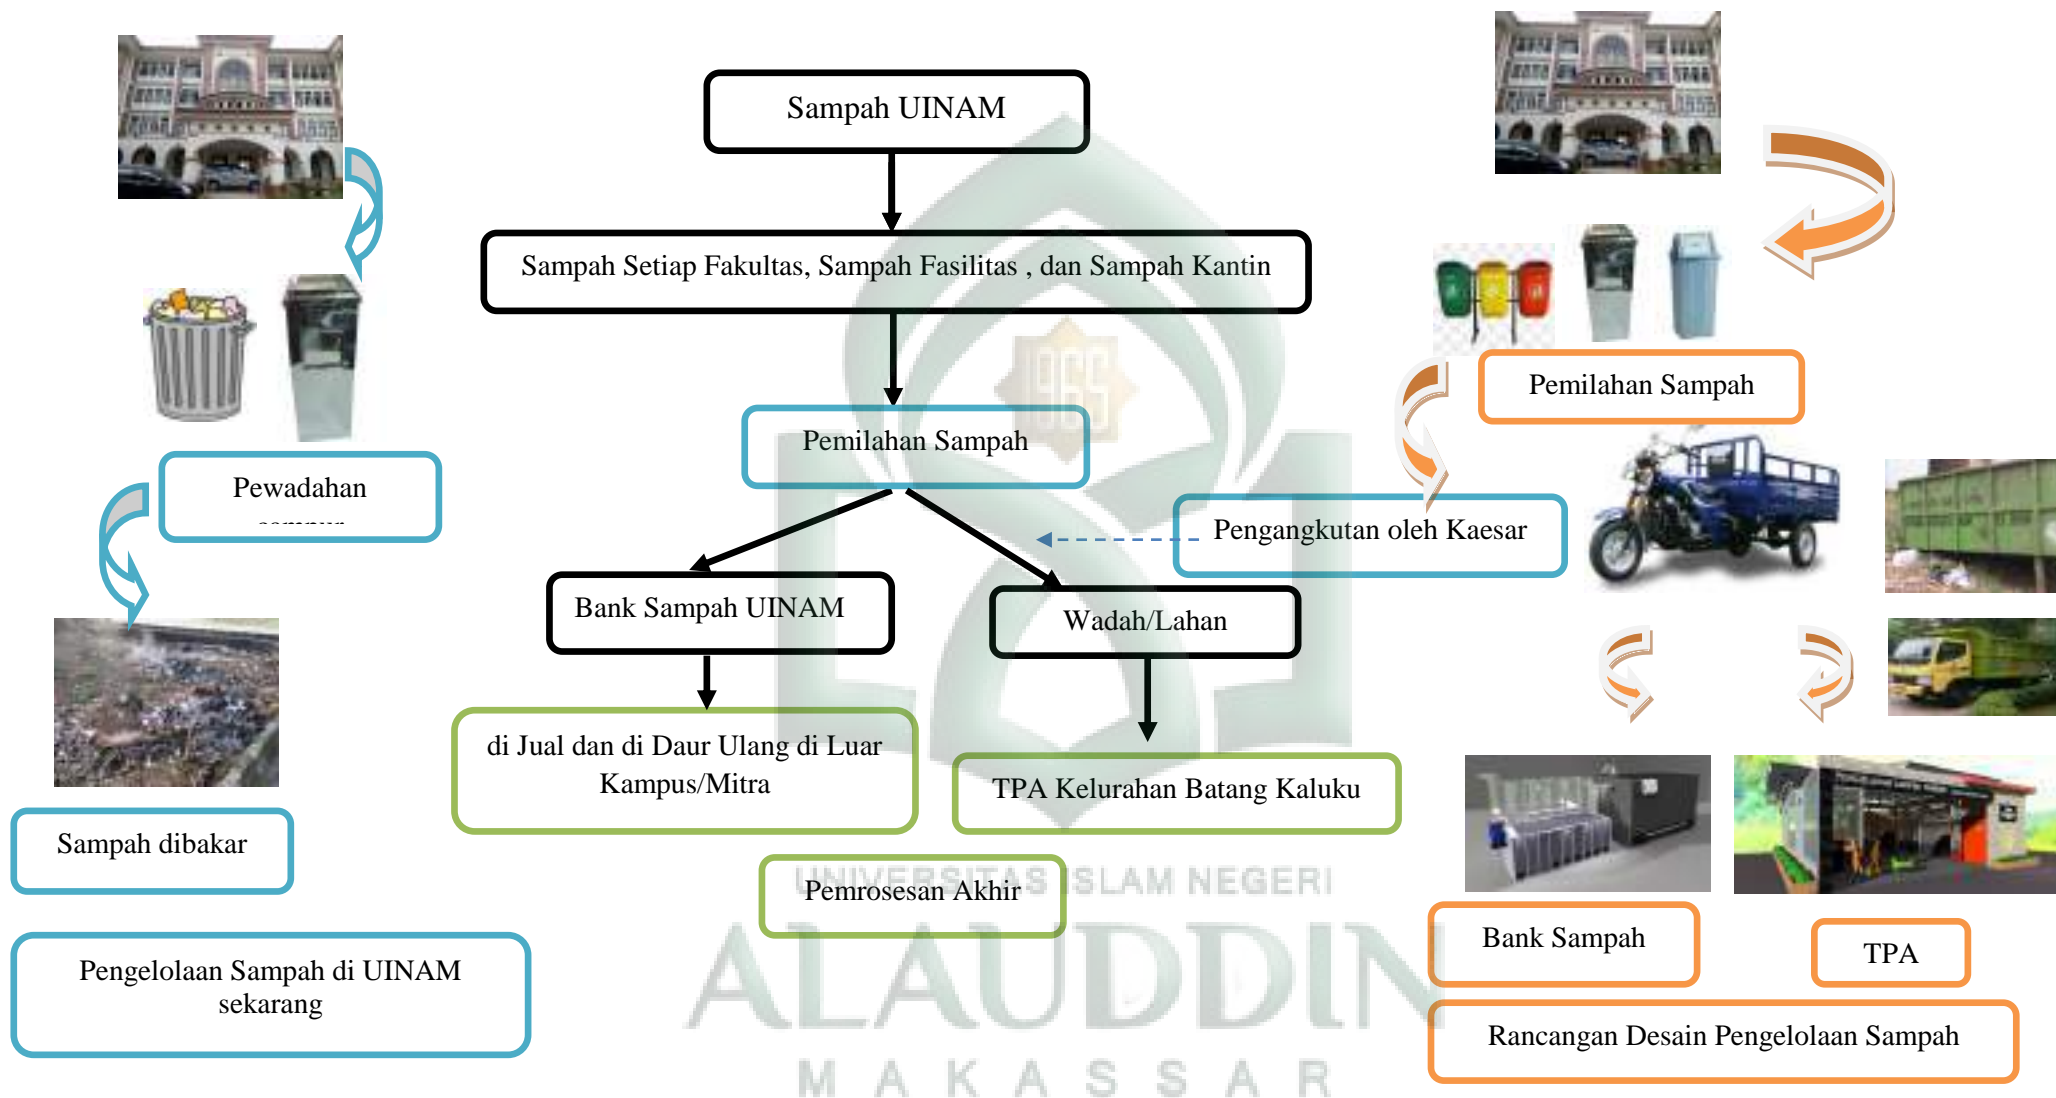 Sampah UINAM
Sampah Setiap Fakultas, Sampah Fasilitas , dan Sampah Kantin
Pemilahan Sampah
Pemilahan Sampah
Pewadahan
Pengangkutan oleh Kaesar
Bank Sampah UINAM
Wadah/Lahan
di Jual dan di Daur Ulang di Luar
Kampus/Mitra
TPA Kelurahan Batang Kaluku
Sampah dibakar
Pemrosesan Akhir
Bank Sampah
TPA
Pengelolaan Sampah di UINAM
sekarang
Rancangan Desain Pengelolaan Sampah
1965
UNIVERSITAS ISLAM NEGERI
ALAUDDIN
MAKASSAR